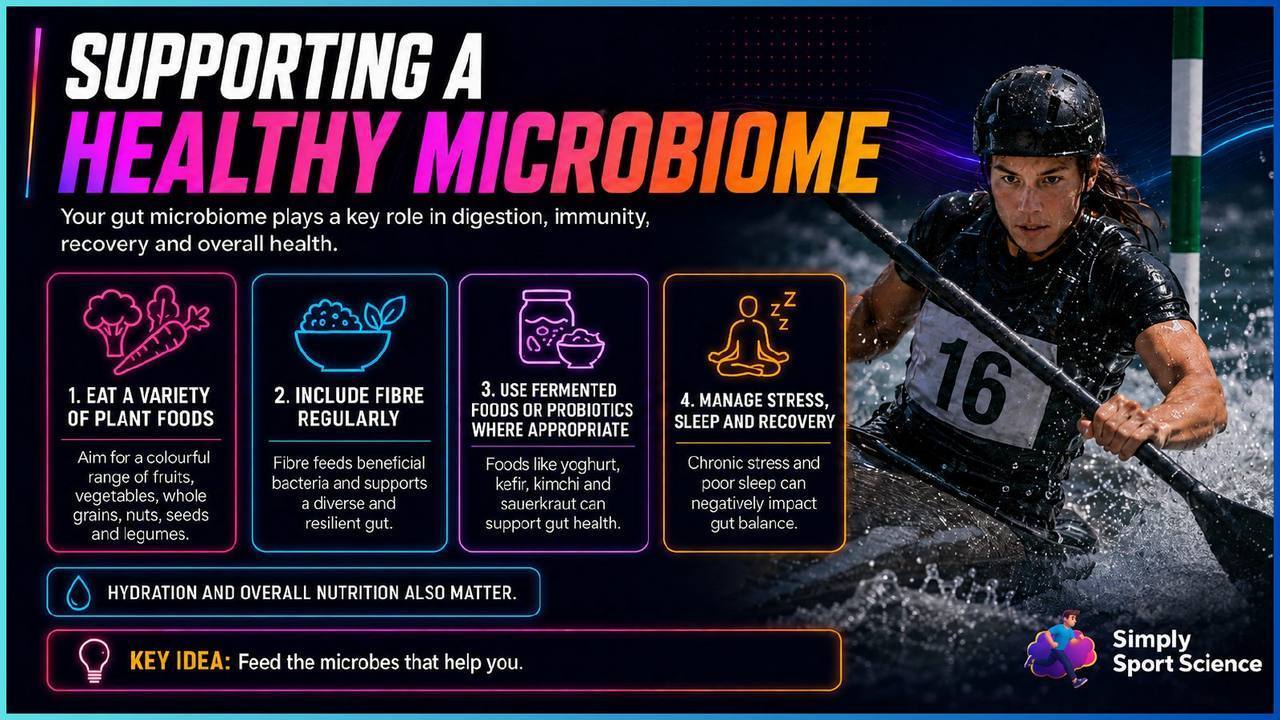 SUPPORTING A
HEALTHY MICROBIOME
Your gut microbiome plays a key role in digestion, immunity,
recovery and overall health.
1. EAT A VARIETY
OF PLANT FOODS
Aim for a colourful
range of fruits,
vegetables, whole
grains, nuts, seeds
and legumes.
2. INCLUDE FIBRE
REGULARLY
Fibre feeds beneficial
bacteria and supports
a diverse and
resilient gut.
3. USE FERMENTED
FOODS OR PROBIOTICS
WHERE APPROPRIATE
Foods like yoghurt,
kefir, kimchi and
sauerkraut can
support gut health.
Z
Z
Z
4. MANAGE STRESS,
SLEEP AND RECOVERY
Chronic stress and
poor sleep can
negatively impact
gut balance.
16
HYDRATION AND OVERALL NUTRITION ALSO MATTER.
KEY IDEA: Feed the microbes that help you.
Simply
Sport Science